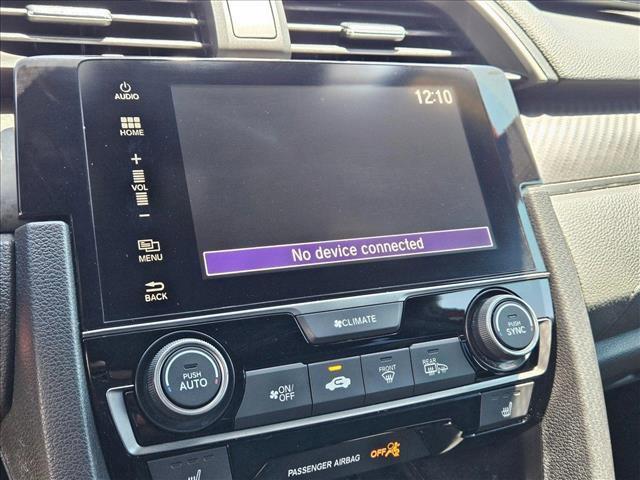 AUDIO
12:10
HOME
+
VOL
-
MENU
No device connected
BACK
CLIMATE
PUSH
SYNC
PUSH
AUTO
ON/
OFF
FRONT
REAR
PASSENGER AIRBAG
OFF